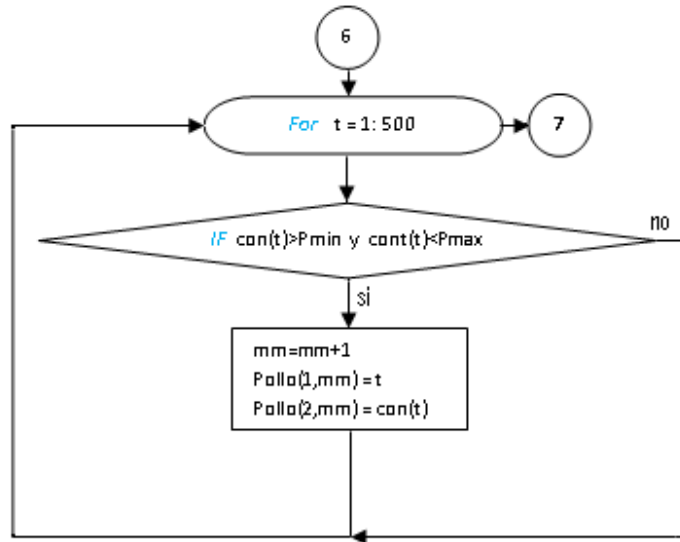 6
For t = 1: 500
7
IF con(t)>Pmin y cont(t)<Pmax
no
si
mm=mm+1
Pollo(1,mm) = t
Pollo(2,mm) = con(t)